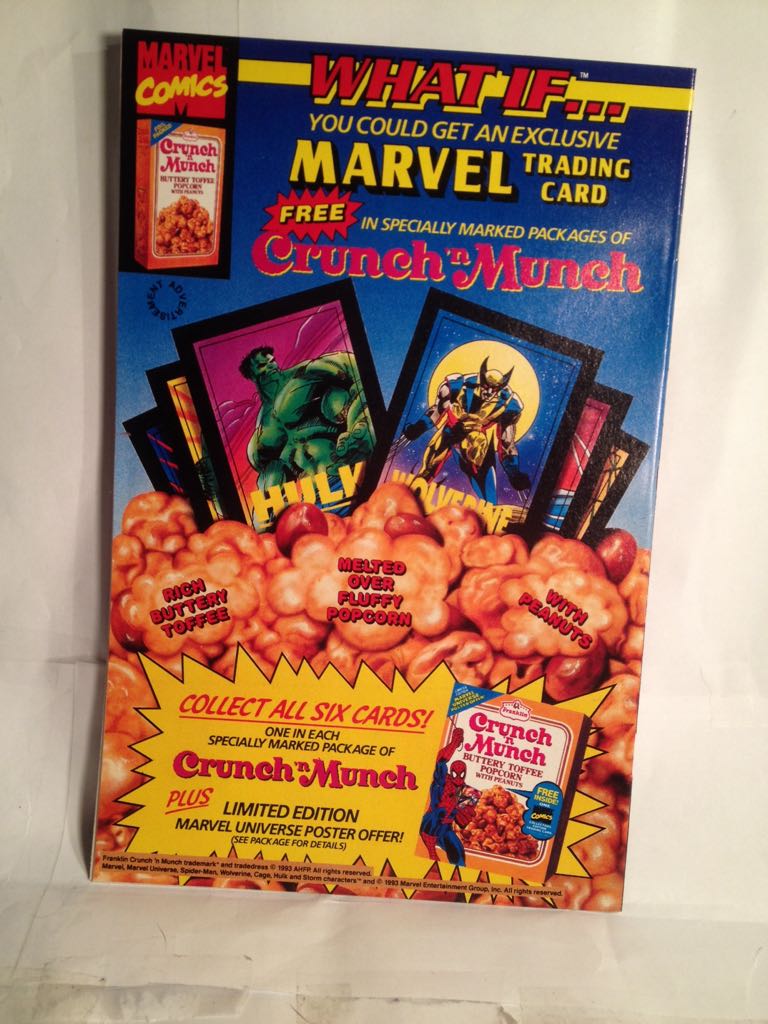 MARVEL
COMICS
WHAT IF...™
YOU COULD GET AN EXCLUSIVE
MARVEL TRADING CARD
FREE IN SPECIALLY MARKED PACKAGES OF
Crunch 'n Munch
Crunch
'n
Munch
BUTTERY TOFFEE
POPCORN
WITH PEANUTS
ADVERTISEMENT
HULK
WOLVERINE
RICH
BUTTERY
TOFFEE
MELTED
OVER
FLUFFY
POPCORN
WITH
PEANUTS
COLLECT ALL SIX CARDS!
ONE IN EACH
SPECIALLY MARKED PACKAGE OF
Crunch 'n Munch
PLUS LIMITED EDITION
MARVEL UNIVERSE POSTER OFFER!
(SEE PACKAGE FOR DETAILS)
Franklin
Crunch
'n
Munch
BUTTERY TOFFEE
POPCORN
WITH PEANUTS
FREE
INSIDE!
COMICS
Franklin Crunch 'n Munch trademark* and tradedress © 1993 AHFP. All rights reserved.
Marvel, Marvel Universe, Spider-Man, Wolverine, Cage, Hulk and Storm characters™ and © 1993 Marvel Entertainment Group, Inc. All rights reserved.